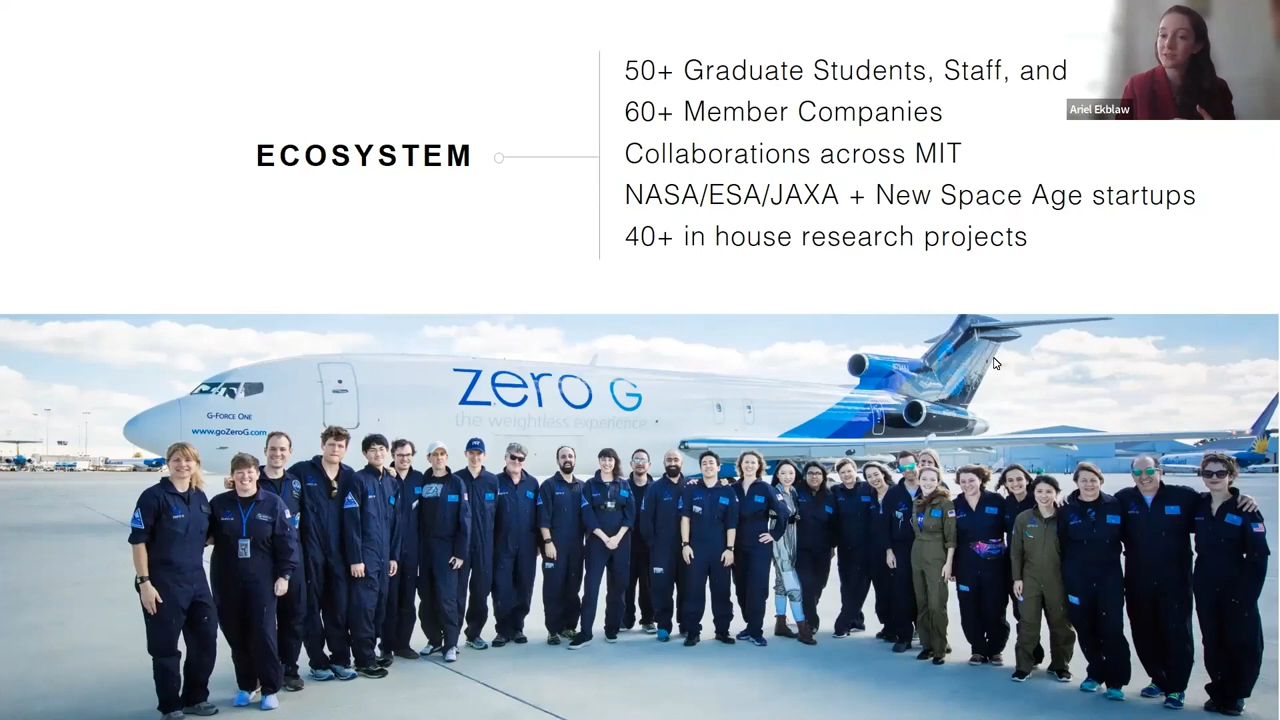 50+ Graduate Students, Staff, and
60+ Member Companies
Collaborations across MIT
NASA/ESA/JAXA + New Space Age startups
40+ in house research projects
ECOSYSTEM
Ariel Ekblaw
zero G
the weightless experience
G-FORCE ONE
www.goZeroG.com